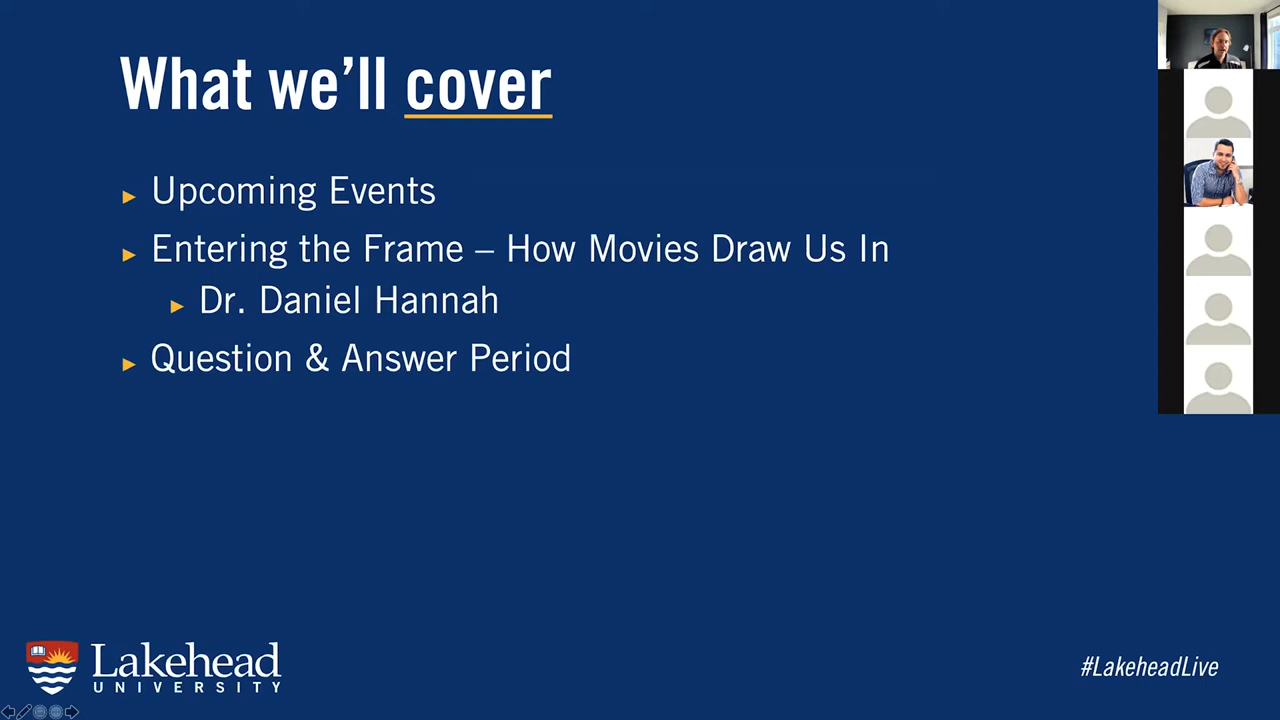 What we'll cover
► Upcoming Events
► Entering the Frame – How Movies Draw Us In
► Dr. Daniel Hannah
► Question & Answer Period
Lakehead
UNIVERSITY
#LakeheadLive